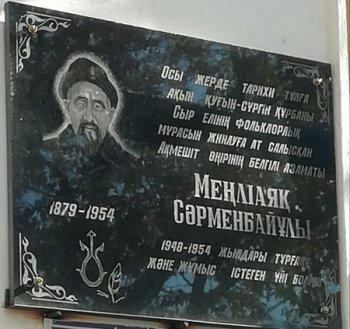 Осы жерде тарихи тұлға
ақын қуғын-сүргін құрбаны
Сыр елінің фольклорлық
мұрасын жинауға ат салысқан
Ақмешіт өңірінің белгілі азаматы
Меңліаяқ
Сәрменбайұлы
1879-1954
1948-1954 жылдары тұрған
және жұмыс істеген үйі болған